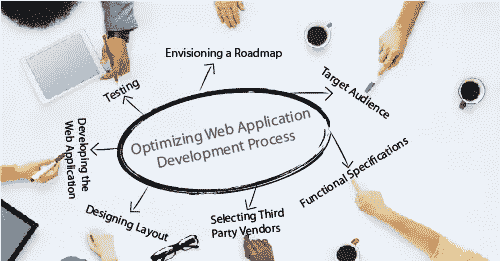 Envisioning a Roadmap
Target Audience
Functional Specifications
Selecting Third
Party Vendors
Designing Layout
Developing the
Web Application
Testing
Optimizing Web Application
Development Process